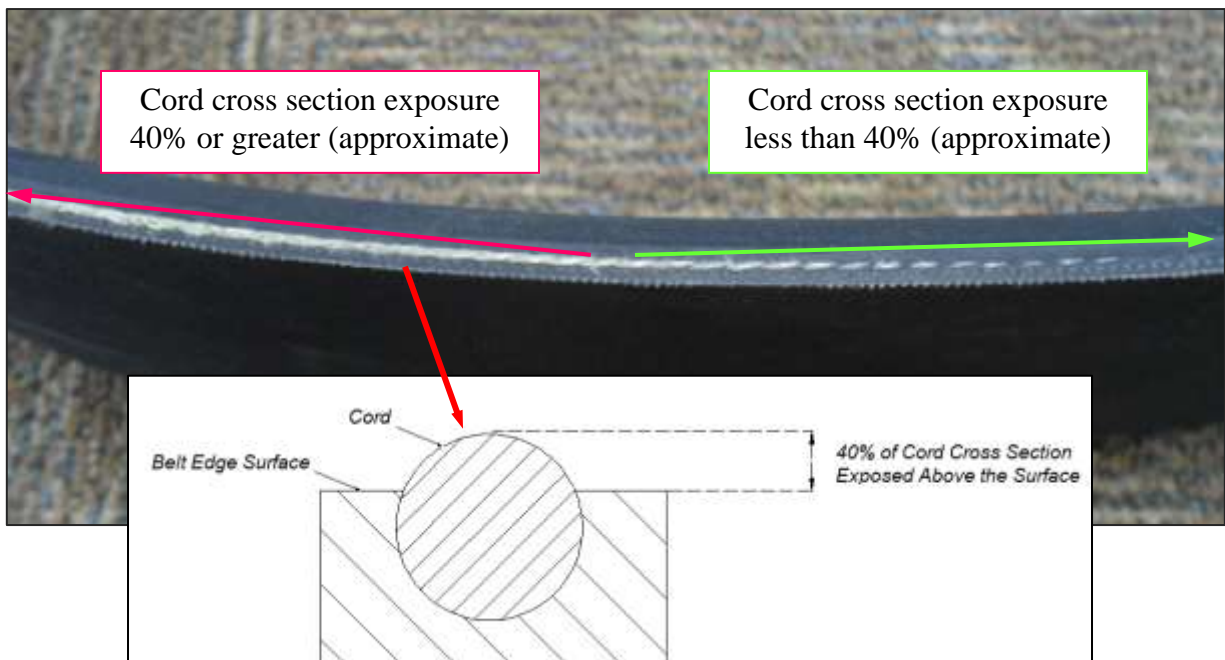 Cord cross section exposure
40% or greater (approximate)
Cord cross section exposure
less than 40% (approximate)
Cord
Belt Edge Surface
40% of Cord Cross Section
Exposed Above the Surface